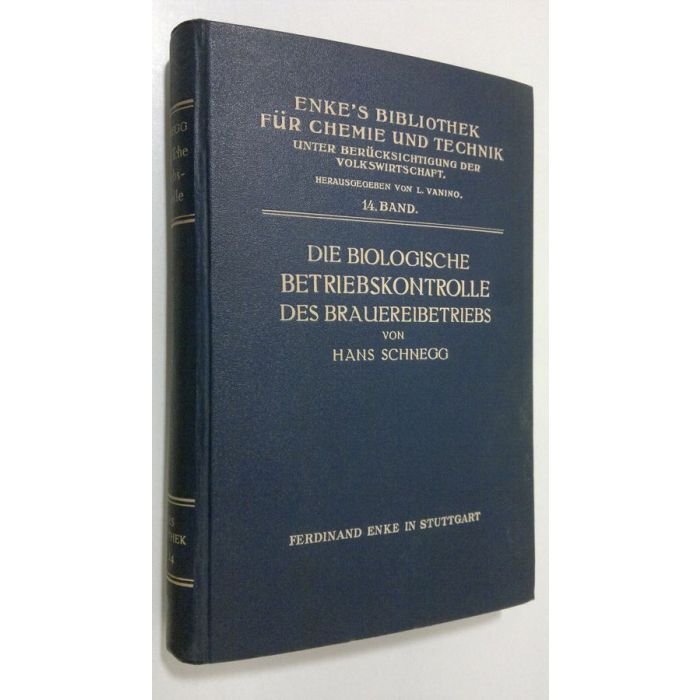 ENKE'S BIBLIOTHEK
FÜR CHEMIE UND TECHNIK
UNTER BERÜCKSICHTIGUNG DER
VOLKSWIRTSCHAFT.
HERAUSGEGEBEN VON L. VANINO.
14. BAND.
DIE BIOLOGISCHE
BETRIEBSKONTROLLE
DES BRAUEREIBETRIEBS
VON
HANS SCHNEGG
FERDINAND ENKE IN STUTTGART